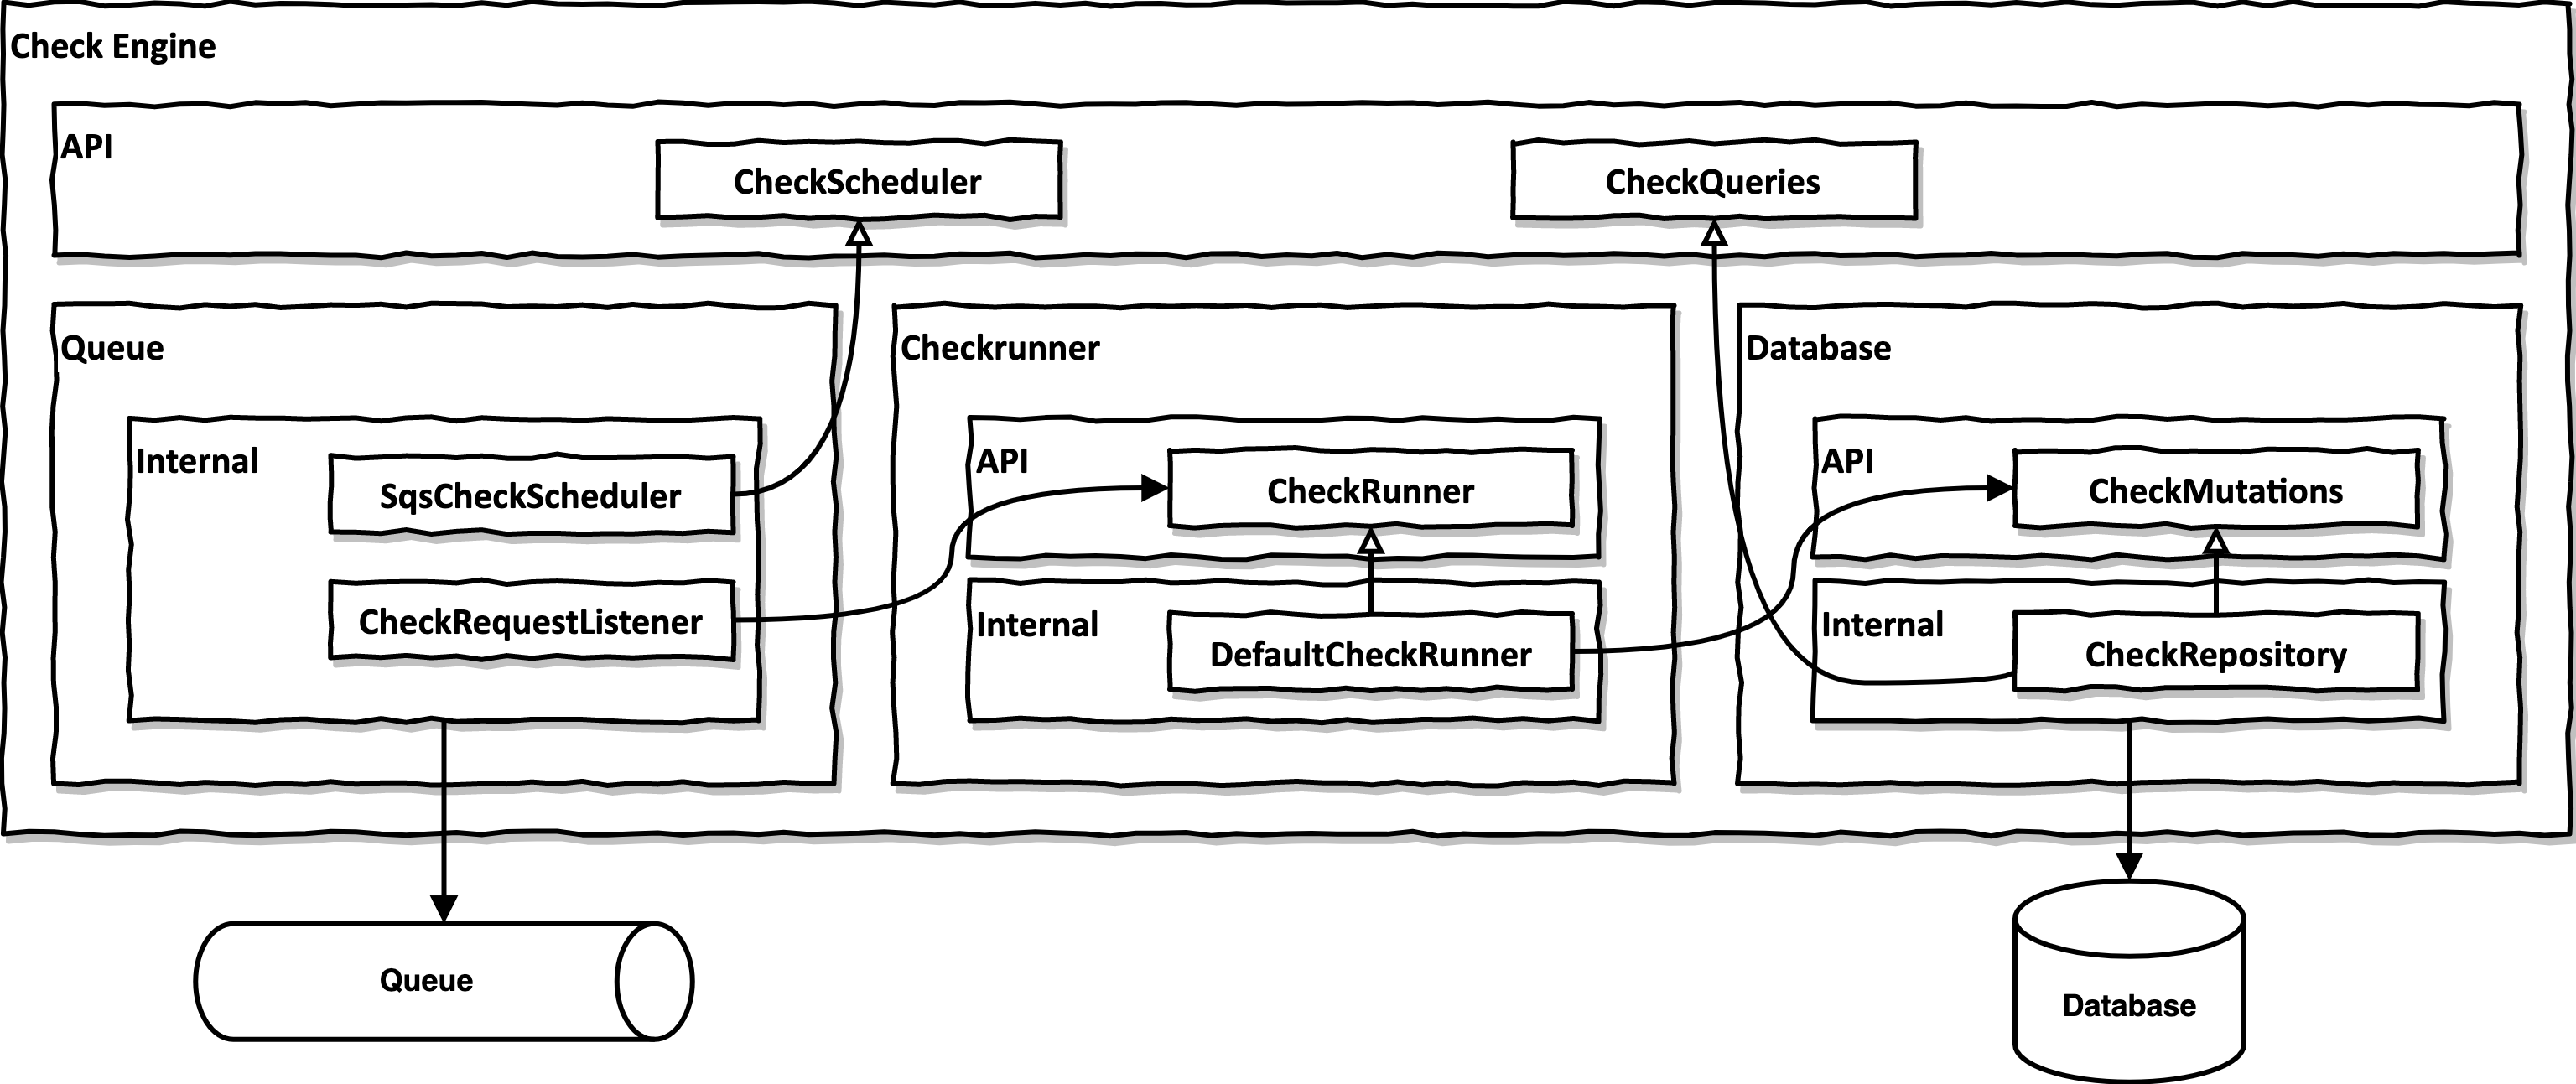 Check Engine
API
CheckScheduler
CheckQueries
Queue
Internal
SqsCheckScheduler
CheckRequestListener
Checkrunner
API
CheckRunner
Internal
DefaultCheckRunner
Database
API
CheckMutations
Internal
CheckRepository
Queue
Database